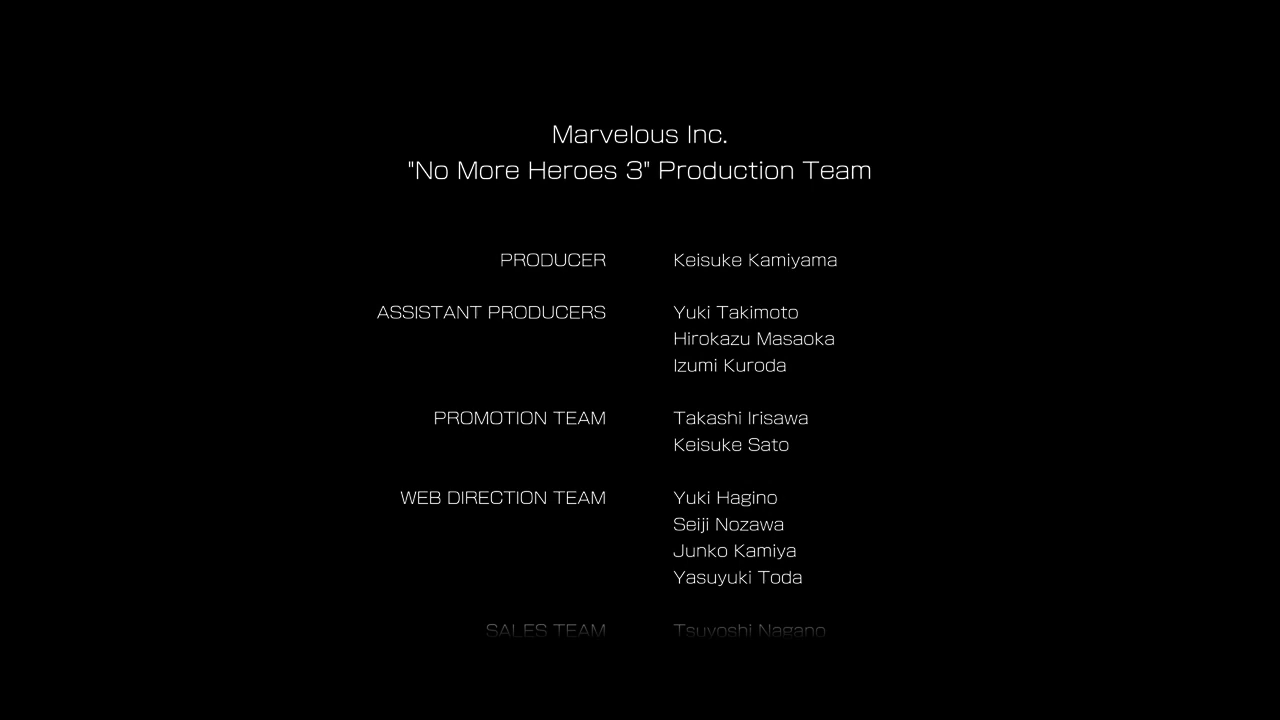 Marvelous Inc.
"No More Heroes 3" Production Team
PRODUCER Keisuke Kamiyama
ASSISTANT PRODUCERS Yuki Takimoto
Hirokazu Masaoka
Izumi Kuroda
PROMOTION TEAM Takashi Irisawa
Keisuke Sato
WEB DIRECTION TEAM Yuki Hagino
Seiji Nozawa
Junko Kamiya
Yasuyuki Toda
SALES TEAM Tsuyoshi Nagano